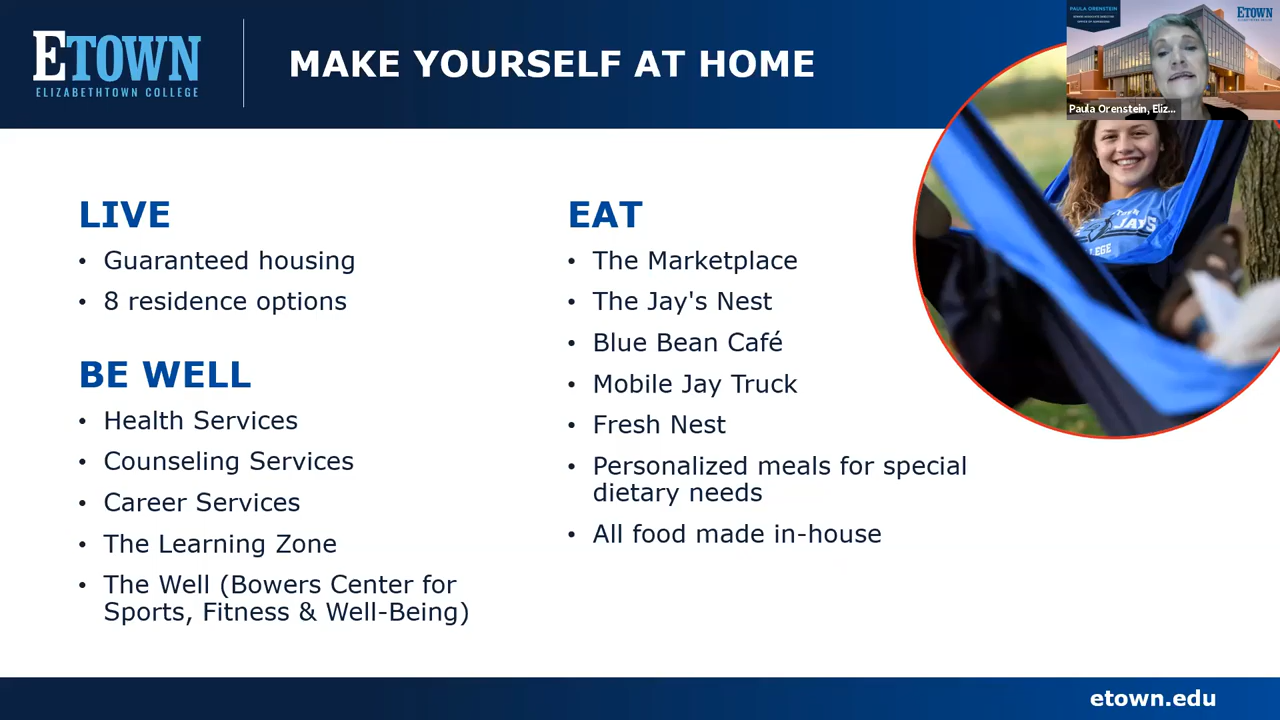 ETOWN
ELIZABETHTOWN COLLEGE
MAKE YOURSELF AT HOME
PAULA ORENSTEIN
ETOWN
Paula Orenstein, Eliz...
LIVE
• Guaranteed housing
• 8 residence options
BE WELL
• Health Services
• Counseling Services
• Career Services
• The Learning Zone
• The Well (Bowers Center for
Sports, Fitness & Well-Being)
EAT
• The Marketplace
• The Jay's Nest
• Blue Bean Café
• Mobile Jay Truck
• Fresh Nest
• Personalized meals for special
dietary needs
• All food made in-house
JAYS
etown.edu